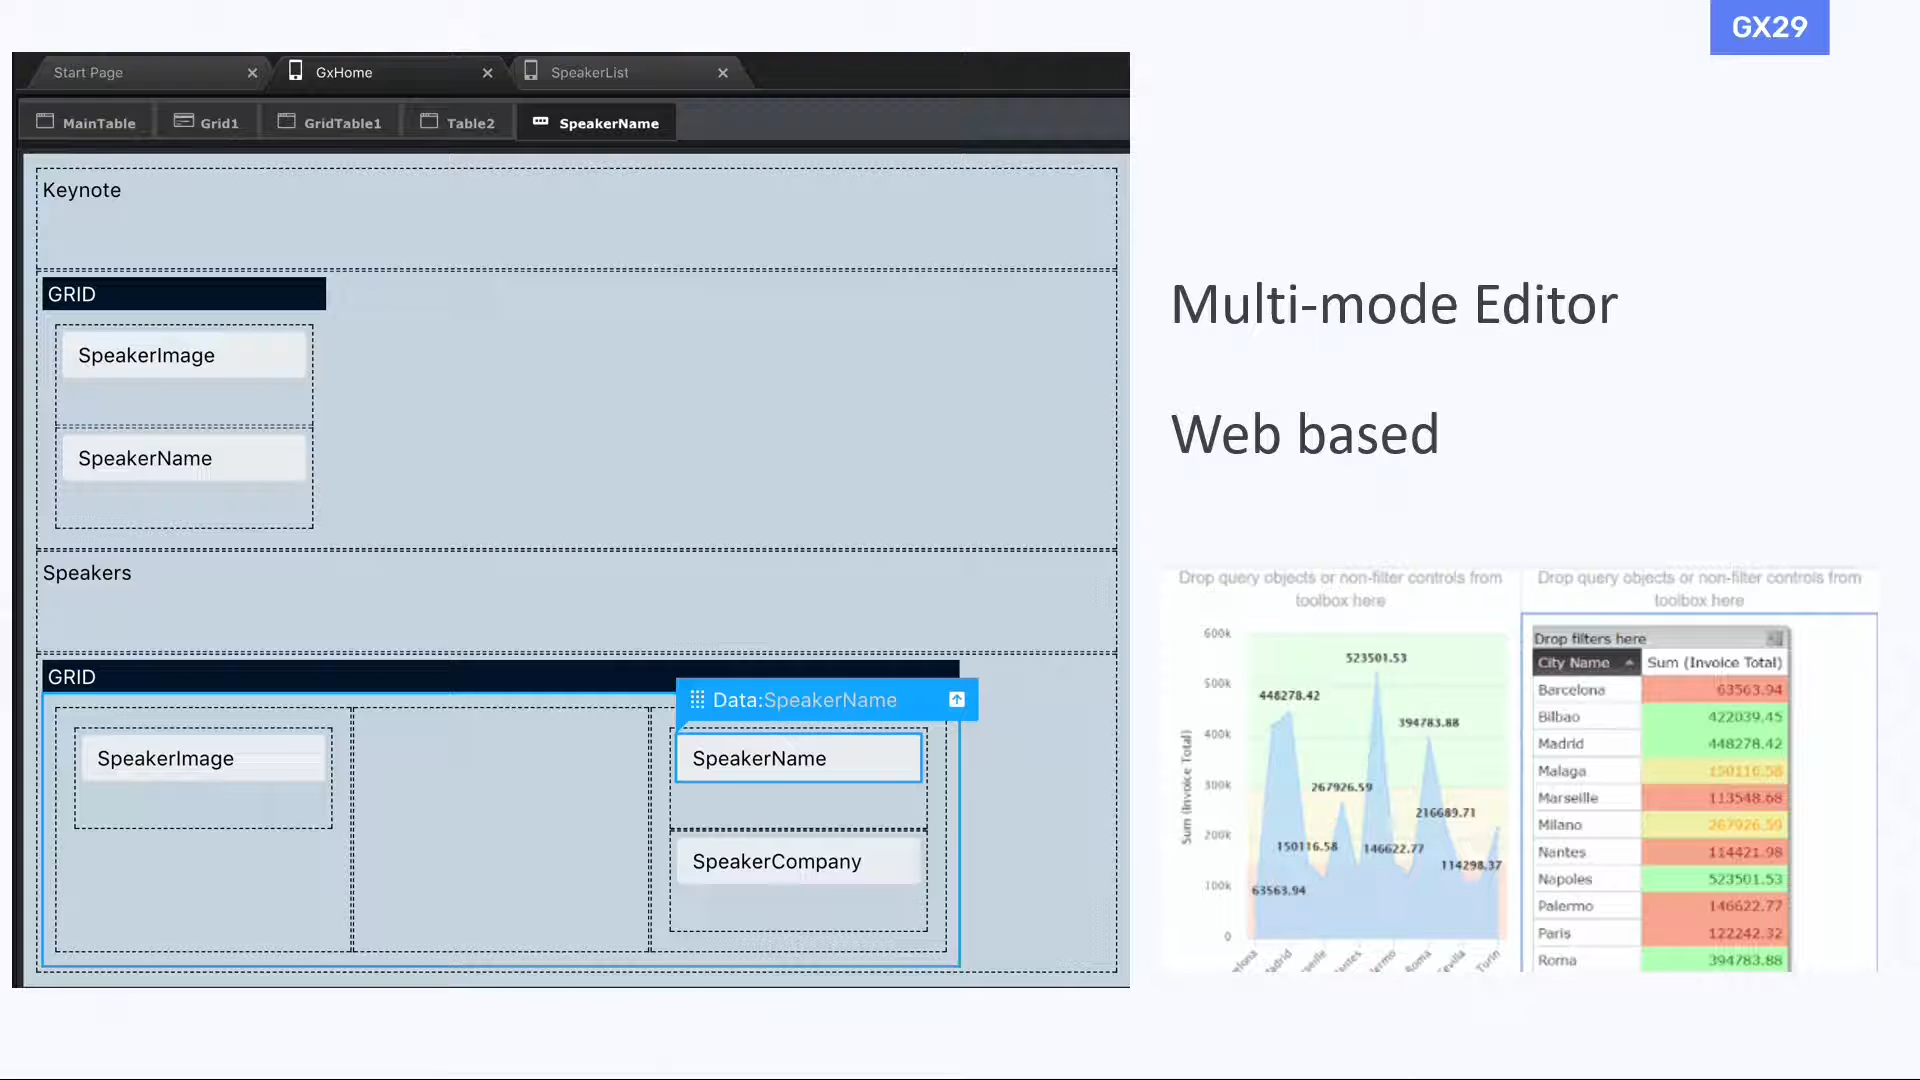 GX29
Start Page
GxHome
SpeakerList
MainTable
Grid1
GridTable1
Table2
SpeakerName
Keynote
GRID
SpeakerImage
SpeakerName
Speakers
GRID
Data:SpeakerName
SpeakerImage
SpeakerName
SpeakerCompany
Multi-mode Editor
Web based
Drop query objects or non-filter controls from
toolbox here
Sum (Invoice Total)
600k
500k
400k
300k
200k
100k
0
523501.53
448278.42
394783.88
267926.59
216689.71
150116.58
146622.77
114298.37
63563.94
Roma
Turin
Drop query objects or non-filter controls from
toolbox here
Drop filters here
City Name Sum (Invoice Total)
Barcelona 63563.94
Bilbao 422039.45
Madrid 448278.42
Malaga 150116.58
Marseille 113548.68
Milano 267926.59
Nantes 114421.98
Napoles 523501.53
Palermo 146622.77
Paris 122242.32
Roma 394783.88